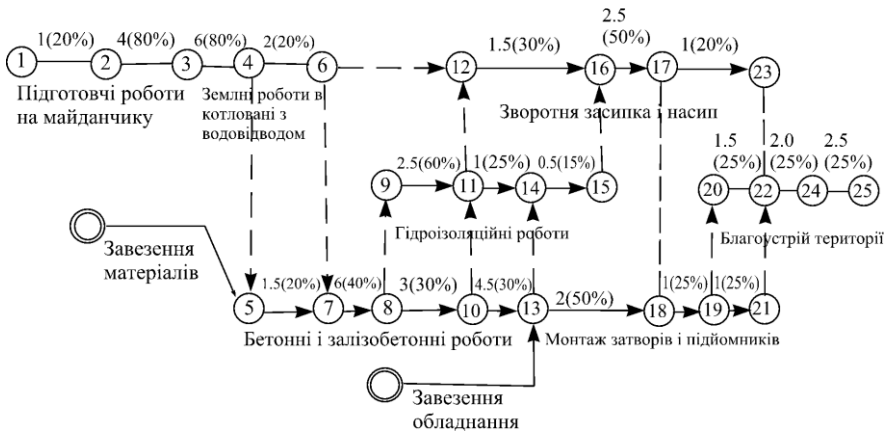 1(20%) 4(80%) 6(80%) 2(20%)
1 2 3 4 6
Підготовчі роботи
на майданчику
Земляні роботи в
котловані з
водовідводом
2.5
1.5(30%) (50%) 1(20%)
12 16 17 23
Зворотня засипка і насип
2.5(60%) 1(25%) 0.5(15%)
9 11 14 15
Гідроізоляційні роботи
1.5 2.0 2.5
(25%) (25%) (25%)
20 22 24 25
Благоустрій території
Завезення
матеріалів
1.5(20%) 6(40%) 3(30%) 4.5(30%) 2(50%) 1(25%) 1(25%)
5 7 8 10 13 18 19 21
Бетонні і залізобетонні роботи
Монтаж затворів і підйомників
Завезення
обладнання